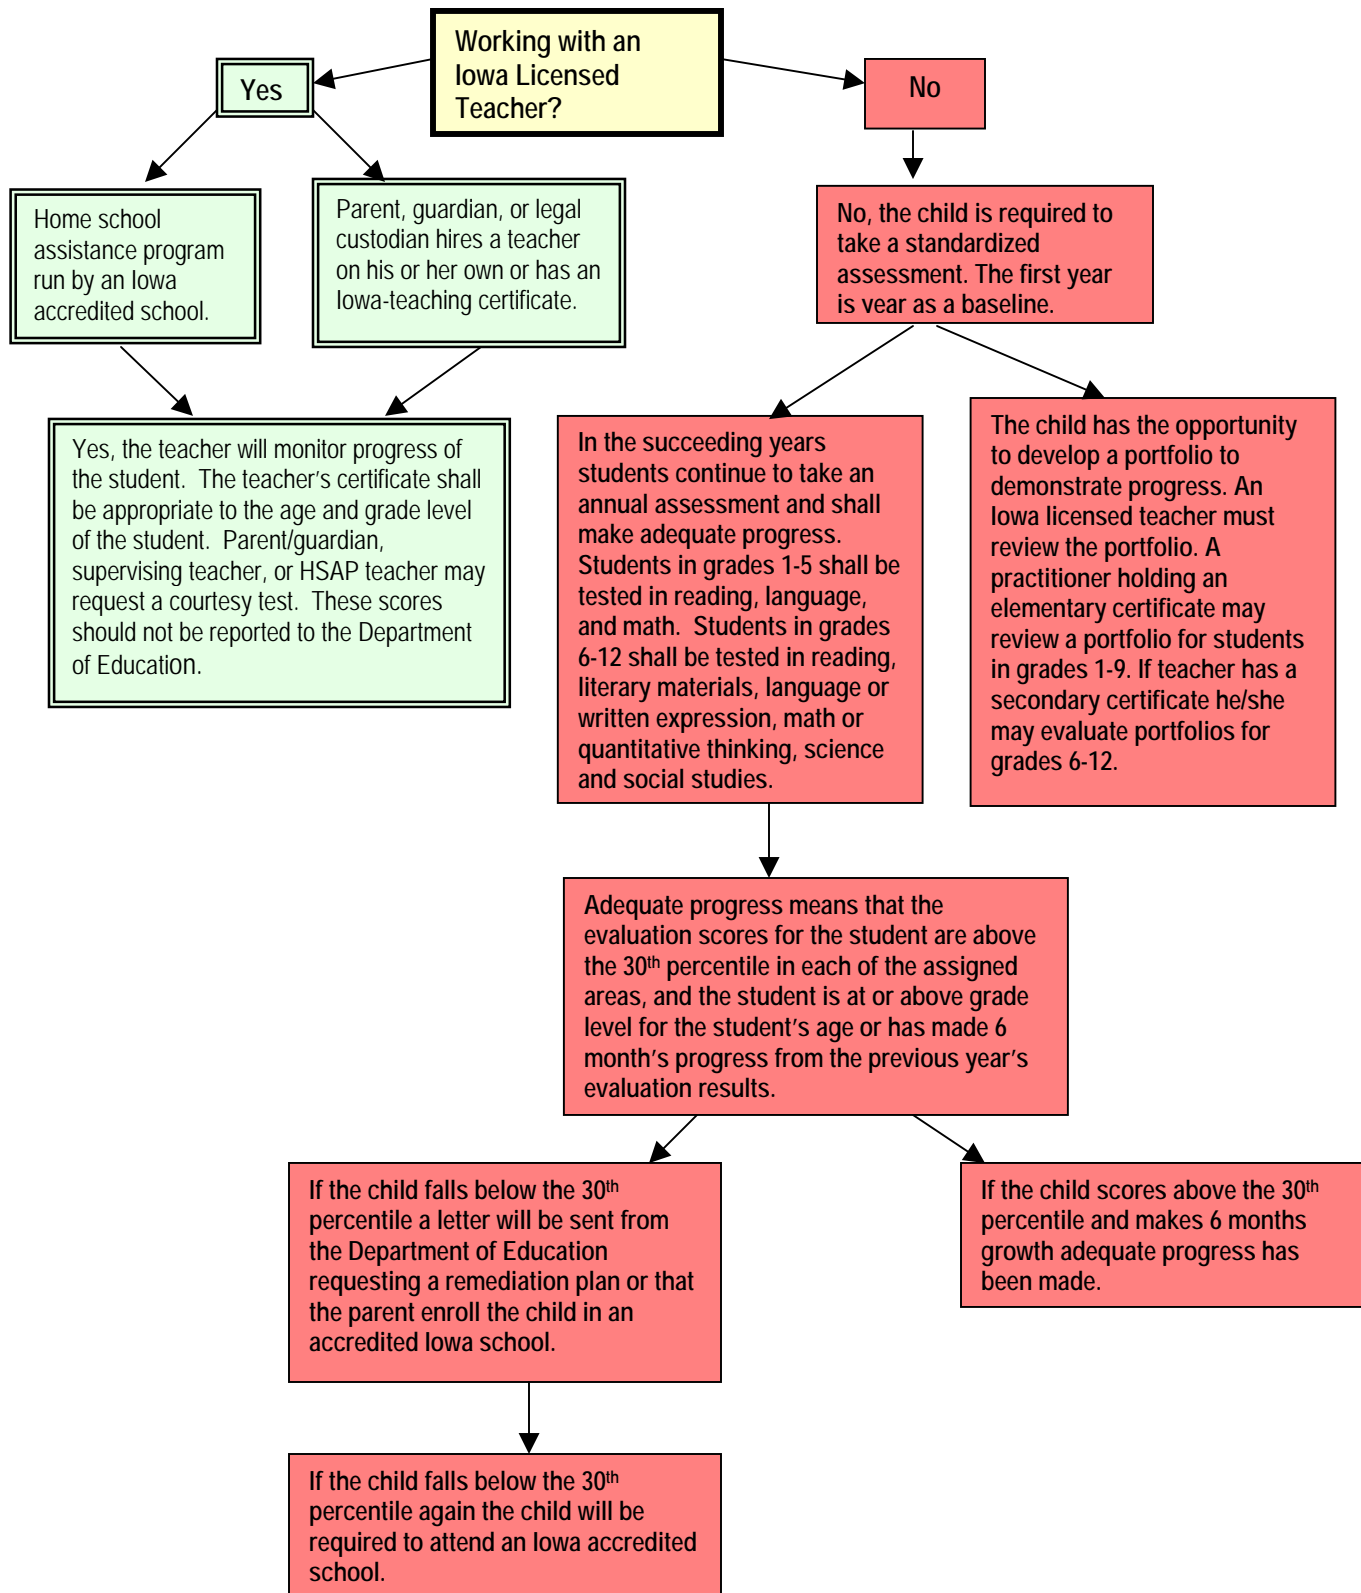 Working with an
Iowa Licensed
Teacher?
Yes
No
Home school
assistance program
run by an Iowa
accredited school.
Parent, guardian, or legal
custodian hires a teacher
on his or her own or has an
Iowa-teaching certificate.
No, the child is required to
take a standardized
assessment. The first year
is vear as a baseline.
Yes, the teacher will monitor progress of
the student.  The teacher’s certificate shall
be appropriate to the age and grade level
of the student.  Parent/guardian,
supervising teacher, or HSAP teacher may
request a courtesy test.  These scores
should not be reported to the Department
of Education.
In the succeeding years
students continue to take an
annual assessment and shall
make adequate progress.
Students in grades 1-5 shall be
tested in reading, language,
and math.  Students in grades
6-12 shall be tested in reading,
literary materials, language or
written expression, math or
quantitative thinking, science
and social studies.
The child has the opportunity
to develop a portfolio to
demonstrate progress. An
Iowa licensed teacher must
review the portfolio. A
practitioner holding an
elementary certificate may
review a portfolio for students
in grades 1-9. If teacher has a
secondary certificate he/she
may evaluate portfolios for
grades 6-12.
Adequate progress means that the
evaluation scores for the student are above
the 30th percentile in each of the assigned
areas, and the student is at or above grade
level for the student’s age or has made 6
month’s progress from the previous year’s
evaluation results.
If the child falls below the 30th
percentile a letter will be sent from
the Department of Education
requesting a remediation plan or that
the parent enroll the child in an
accredited Iowa school.
If the child scores above the 30th
percentile and makes 6 months
growth adequate progress has
been made.
If the child falls below the 30th
percentile again the child will be
required to attend an Iowa accredited
school.